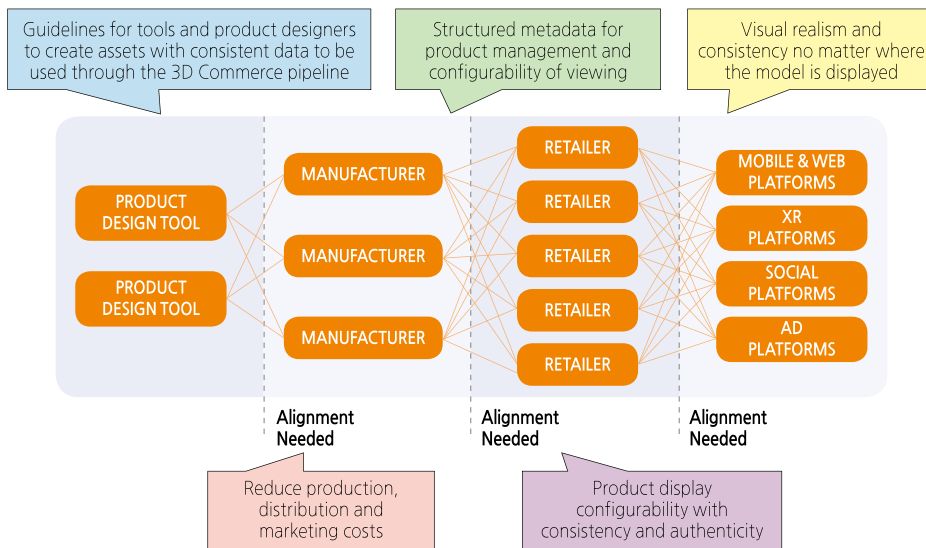 Guidelines for tools and product designers
to create assets with consistent data to be
used through the 3D Commerce pipeline
Structured metadata for
product management and
configurability of viewing
Visual realism and
consistency no matter where
the model is displayed
PRODUCT
DESIGN TOOL
PRODUCT
DESIGN TOOL
MANUFACTURER
MANUFACTURER
MANUFACTURER
RETAILER
RETAILER
RETAILER
RETAILER
RETAILER
MOBILE & WEB
PLATFORMS
XR
PLATFORMS
SOCIAL
PLATFORMS
AD
PLATFORMS
Alignment
Needed
Alignment
Needed
Alignment
Needed
Reduce production,
distribution and
marketing costs
Product display
configurability with
consistency and authenticity